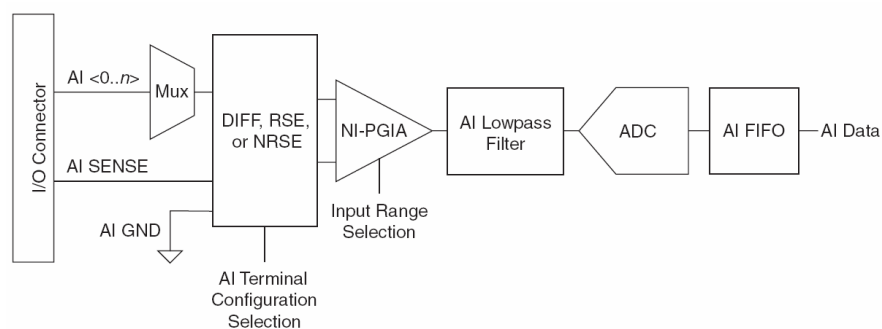 I/O Connector
AI <0..n>
Mux
AI SENSE
AI GND
DIFF, RSE,
or NRSE
AI Terminal
Configuration
Selection
NI-PGIA
Input Range
Selection
AI Lowpass
Filter
ADC
AI FIFO
AI Data